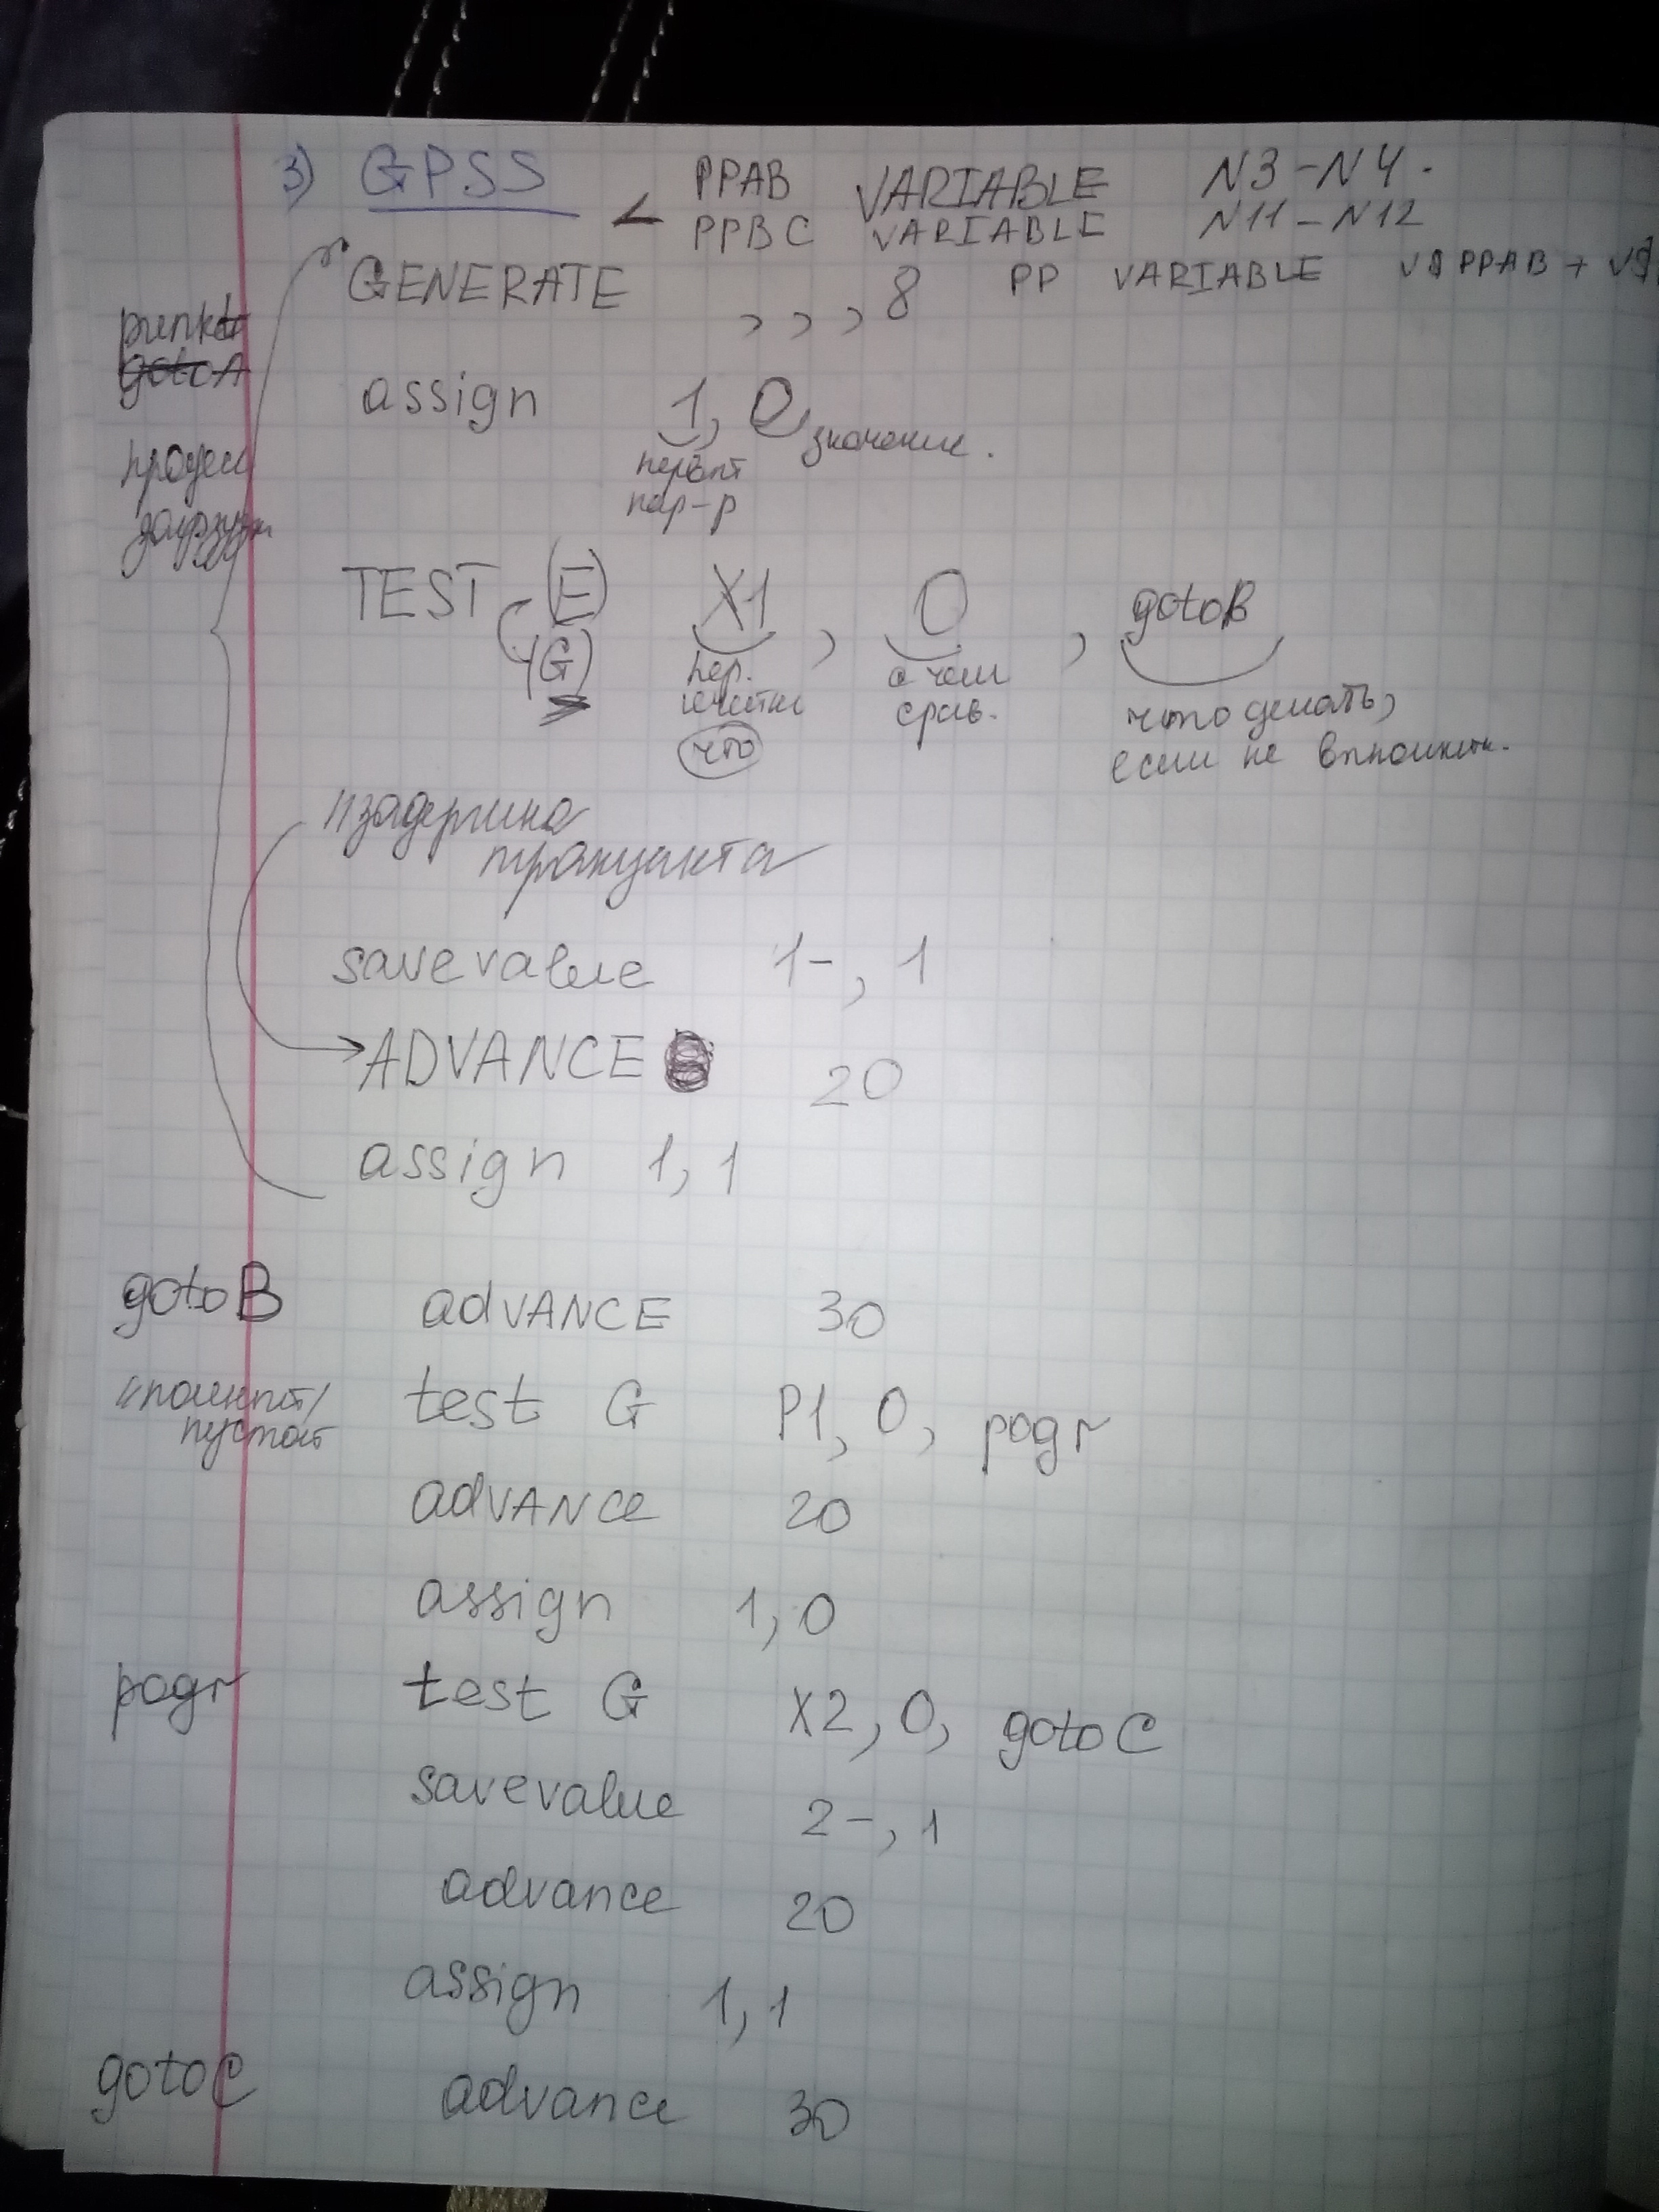 3) GPSS
PPAB VARIABLE N3-N4.
PPBC VARIABLE N11-N12
GENERATE , , , 8 PP VARIABLE V$PPAB + V$
punkt
gotoA
assign 1, 0, значение.
первый
пар-р
процесс
загрузки
TEST (E) X1 , 0 , gotoB
(G)
пер. с чем что делать,
ячейки срав. если не выполнен.
что
//задержка
транзакта
savevalue 1-, 1
ADVANCE 20
assign 1, 1
gotoB advance 30
//полный/ test G P1, 0, pogr
пустой
advance 20
assign 1, 0
pogr test G X2, 0, gotoC
savevalue 2-, 1
advance 20
assign 1, 1
gotoC advance 30